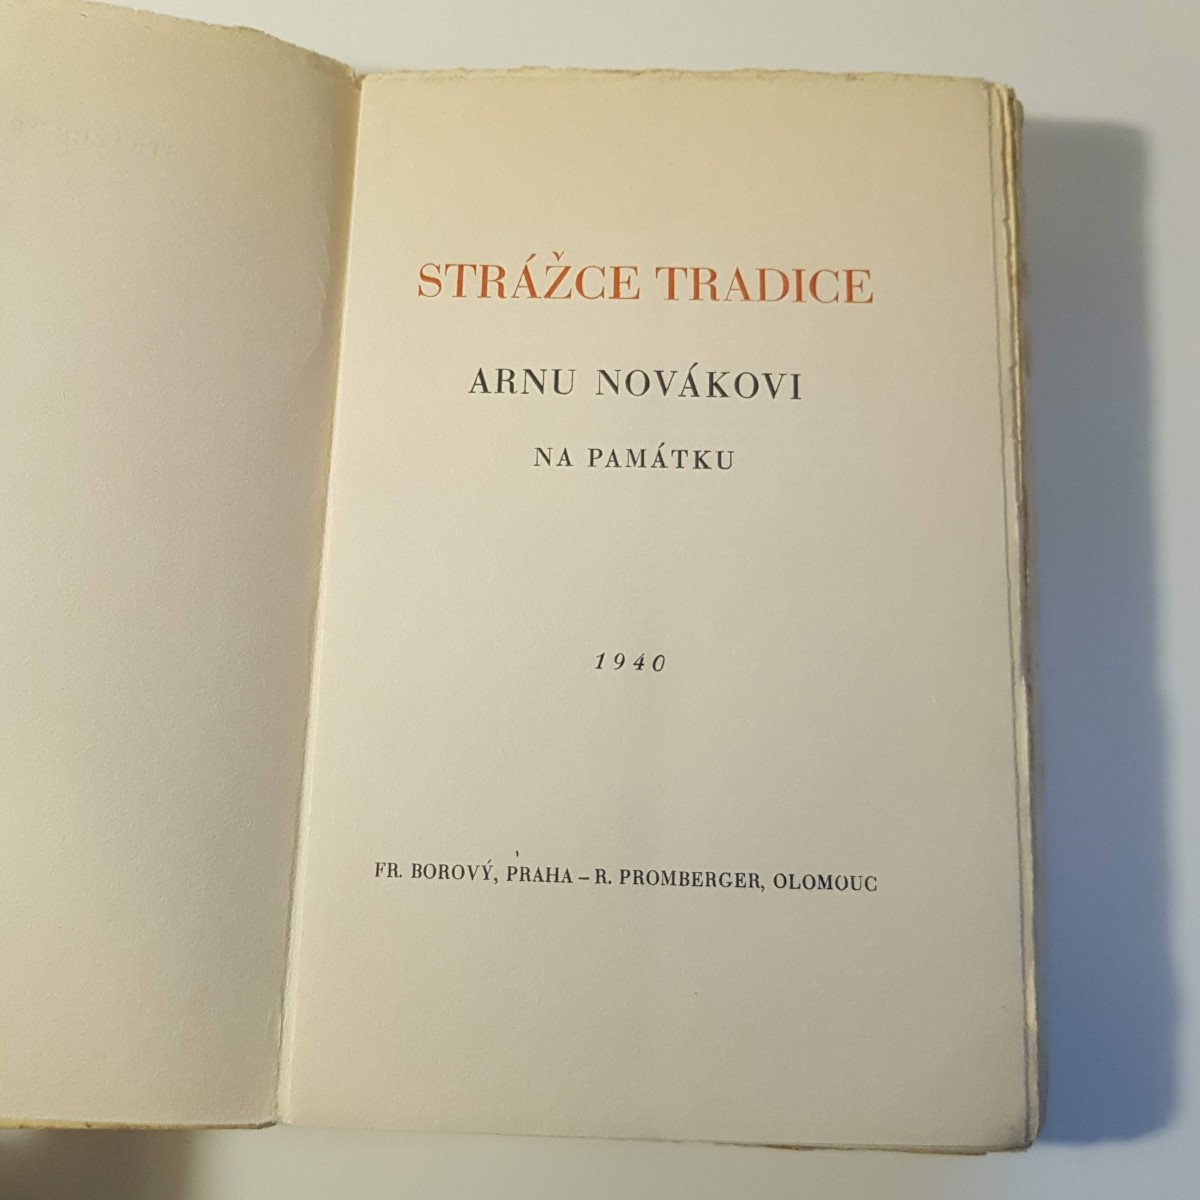 STRÁŽCE TRADICE
ARNU NOVÁKOVI
NA PAMÁTKU
1940
FR. BOROVÝ, PRAHA – R. PROMBERGER, OLOMOUC